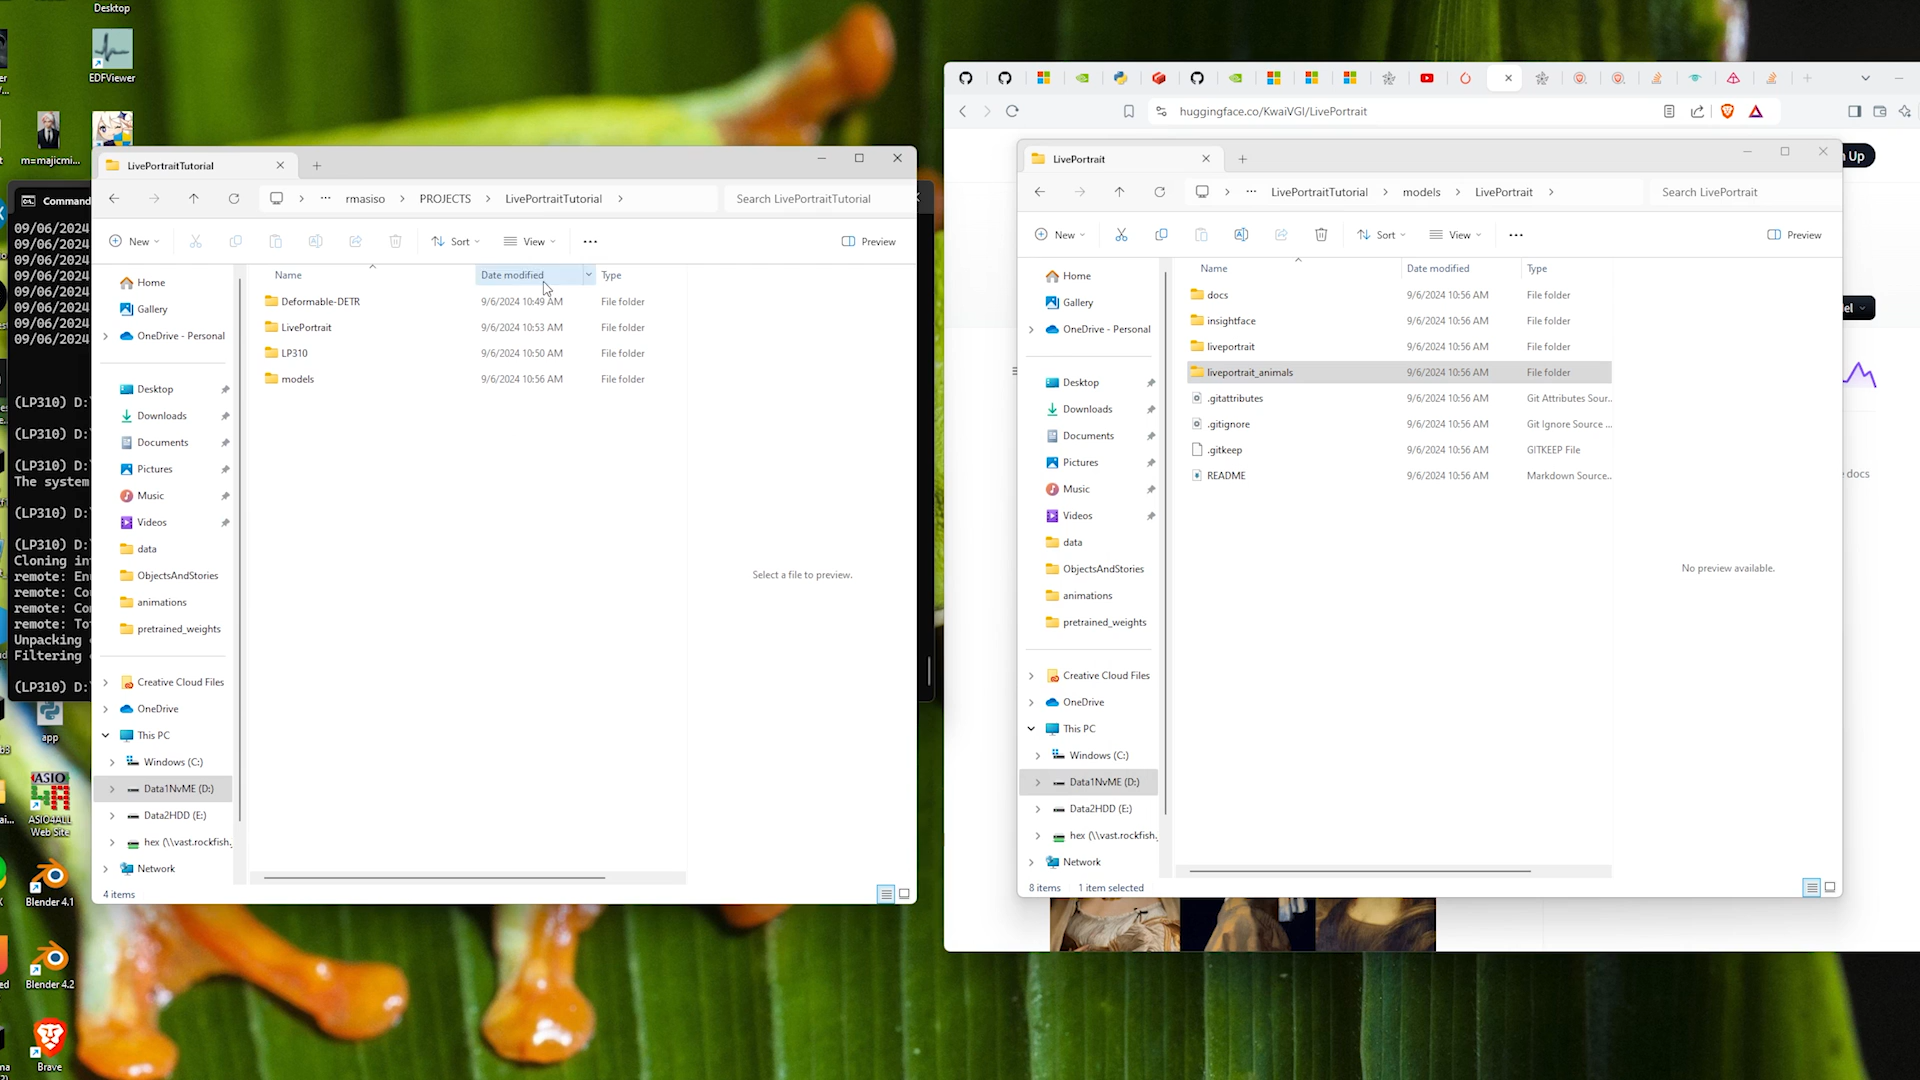 Desktop
EDFViewer
m=majicmi...
Command
09/06/2024
09/06/2024
09/06/2024
09/06/2024
09/06/2024
09/06/2024
09/06/2024
09/06/2024
(LP310) D:
(LP310) D:
(LP310) D:
The system
(LP310) D:
(LP310) D:
Cloning in
remote: En
remote: Co
remote: Co
remote: To
Unpacking
Filtering
(LP310) D:
app
ASIO
ASIO4ALL
Web Site
Blender 4.1
Blender 4.2
Brave
LivePortraitTutorial
rmasiso
PROJECTS
LivePortraitTutorial
Search LivePortraitTutorial
New
Sort
View
Preview
Name
Date modified
Type
Deformable-DETR 9/6/2024 10:49 AM File folder
LivePortrait 9/6/2024 10:53 AM File folder
LP310 9/6/2024 10:50 AM File folder
models 9/6/2024 10:56 AM File folder
Home
Gallery
OneDrive - Personal
Desktop
Downloads
Documents
Pictures
Music
Videos
data
ObjectsAndStories
animations
pretrained_weights
Creative Cloud Files
OneDrive
This PC
Windows (C:)
Data1NvME (D:)
Data2HDD (E:)
hex (\\vast.rockfish.
Network
Select a file to preview.
4 items
huggingface.co/KwaiVGI/LivePortrait
Up
el
docs
LivePortrait
LivePortraitTutorial
models
LivePortrait
Search LivePortrait
New
Sort
View
Preview
Name
Date modified
Type
docs 9/6/2024 10:56 AM File folder
insightface 9/6/2024 10:56 AM File folder
liveportrait 9/6/2024 10:56 AM File folder
liveportrait_animals 9/6/2024 10:56 AM File folder
.gitattributes 9/6/2024 10:56 AM Git Attributes Sour...
.gitignore 9/6/2024 10:56 AM Git Ignore Source ...
.gitkeep 9/6/2024 10:56 AM GITKEEP File
README 9/6/2024 10:56 AM Markdown Source...
Home
Gallery
OneDrive - Personal
Desktop
Downloads
Documents
Pictures
Music
Videos
data
ObjectsAndStories
animations
pretrained_weights
Creative Cloud Files
OneDrive
This PC
Windows (C:)
Data1NvME (D:)
Data2HDD (E:)
hex (\\vast.rockfish.
Network
No preview available.
8 items
1 item selected